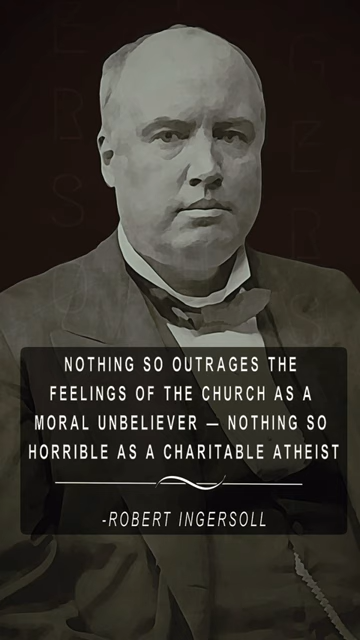 NOTHING SO OUTRAGES THE
FEELINGS OF THE CHURCH AS A
MORAL UNBELIEVER – NOTHING SO
HORRIBLE AS A CHARITABLE ATHEIST
-ROBERT INGERSOLL